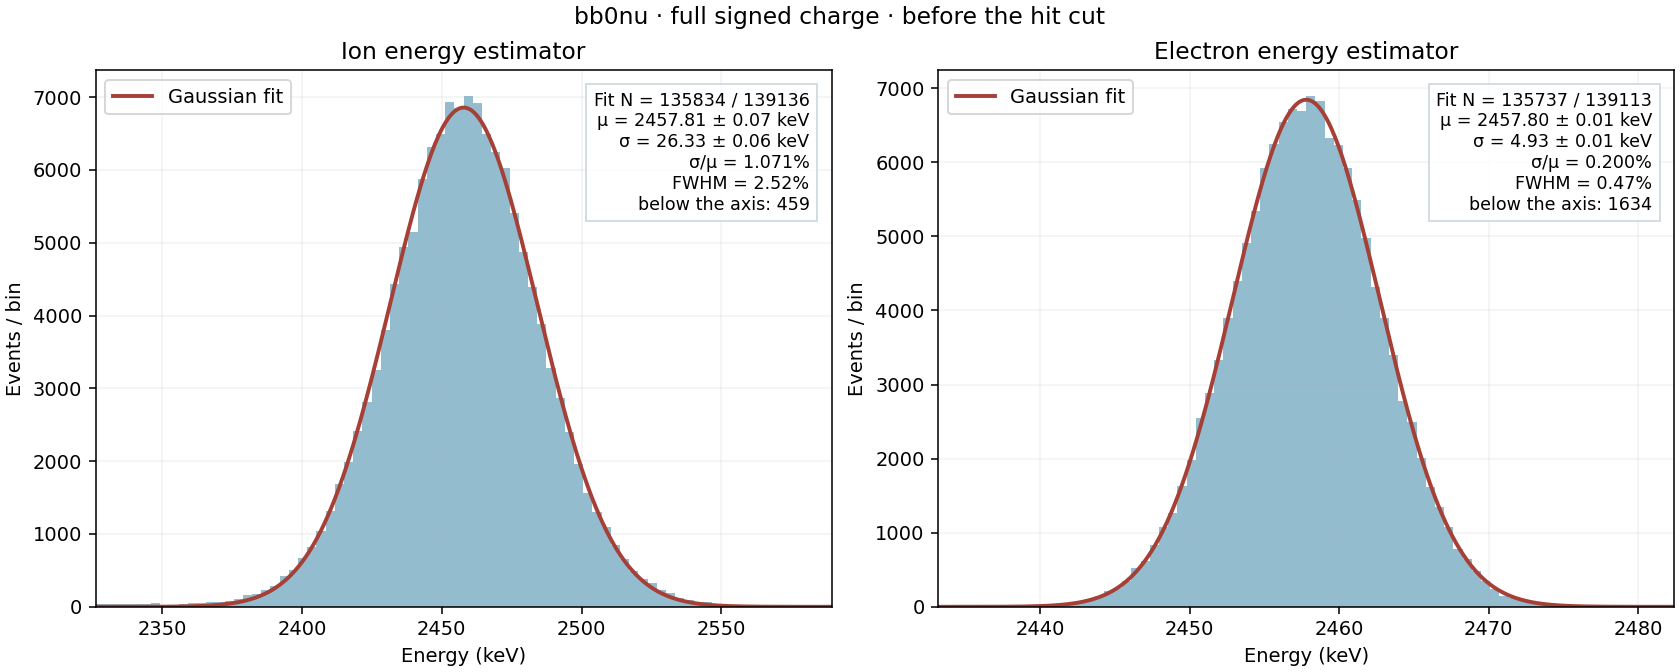 bb0nu · full signed charge · before the hit cut
Ion energy estimator
Gaussian fit
Fit N = 135834 / 139136
μ = 2457.81 ± 0.07 keV
σ = 26.33 ± 0.06 keV
σ/μ = 1.071%
FWHM = 2.52%
below the axis: 459
Events / bin
7000
6000
5000
4000
3000
2000
1000
0
2350 2400 2450 2500 2550
Energy (keV)
Electron energy estimator
Gaussian fit
Fit N = 135737 / 139113
μ = 2457.80 ± 0.01 keV
σ = 4.93 ± 0.01 keV
σ/μ = 0.200%
FWHM = 0.47%
below the axis: 1634
Events / bin
7000
6000
5000
4000
3000
2000
1000
0
2440 2450 2460 2470 2480
Energy (keV)